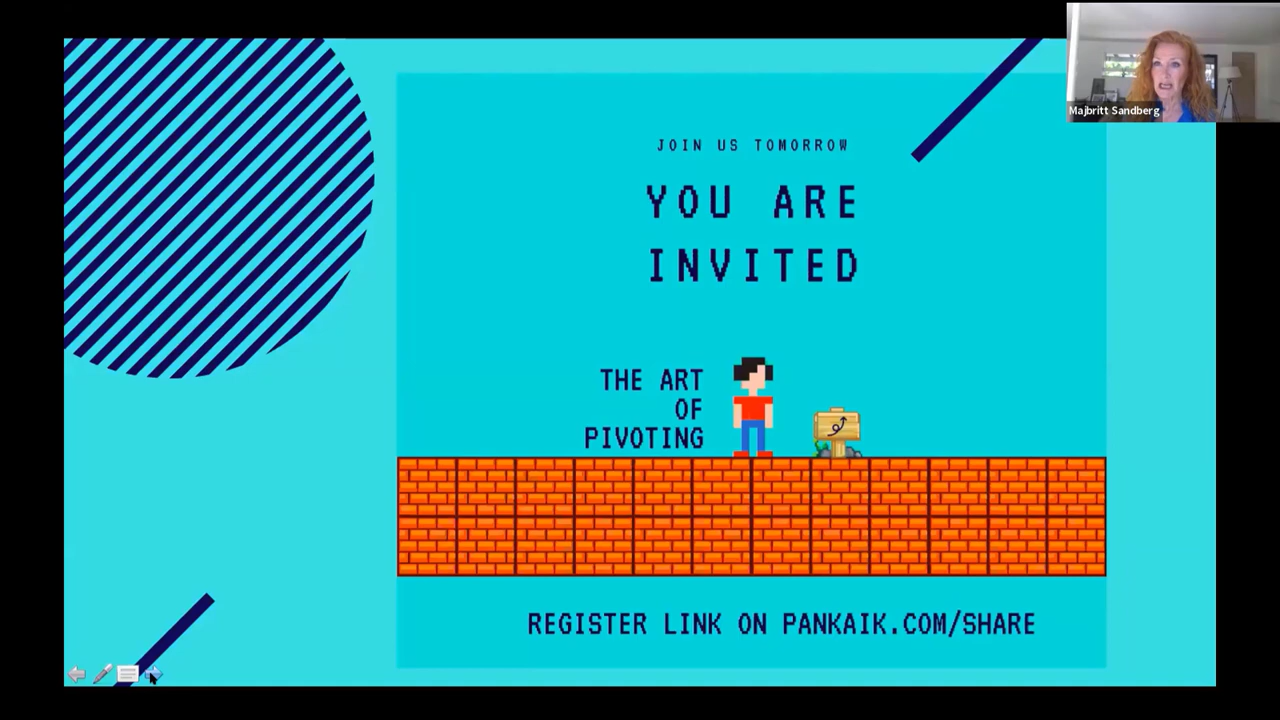 Majbritt Sandberg
JOIN US TOMORROW
YOU ARE
INVITED
THE ART
OF
PIVOTING
REGISTER LINK ON PANKAIK.COM/SHARE